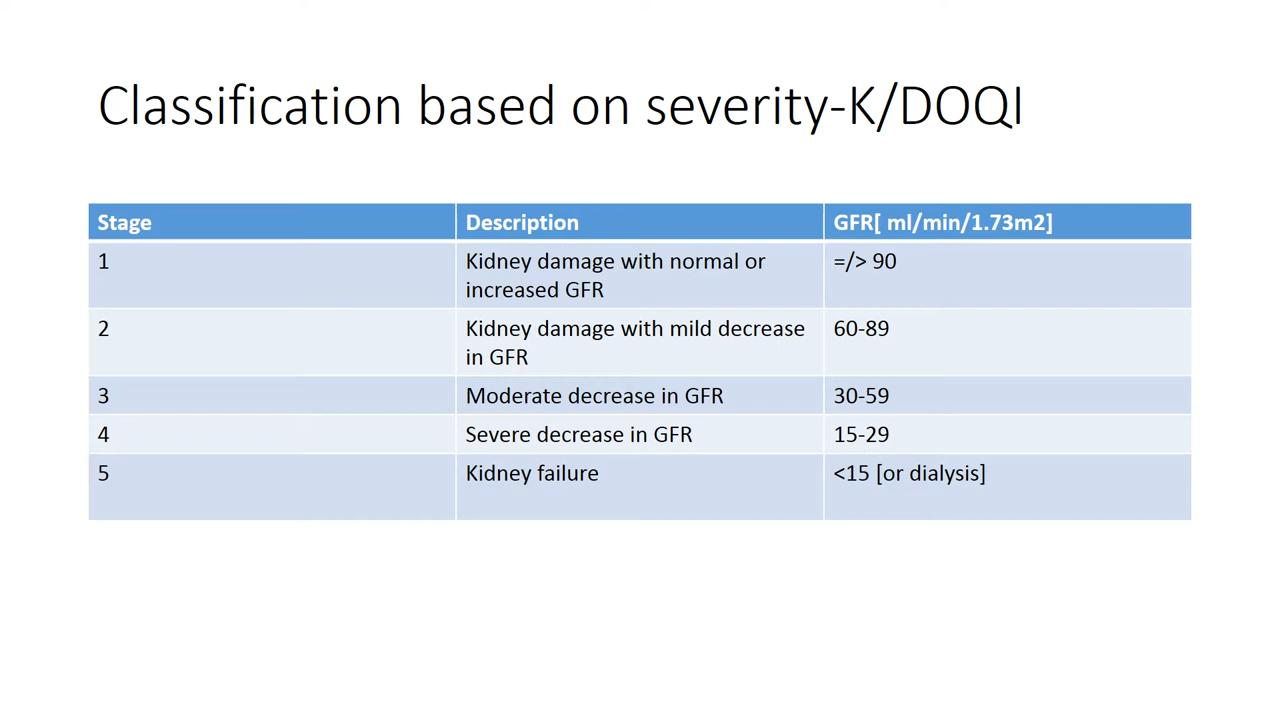 Classification based on severity-K/DOQI
Stage Description GFR[ ml/min/1.73m2]
1 Kidney damage with normal or =/> 90
increased GFR
2 Kidney damage with mild decrease 60-89
in GFR
3 Moderate decrease in GFR 30-59
4 Severe decrease in GFR 15-29
5 Kidney failure <15 [or dialysis]